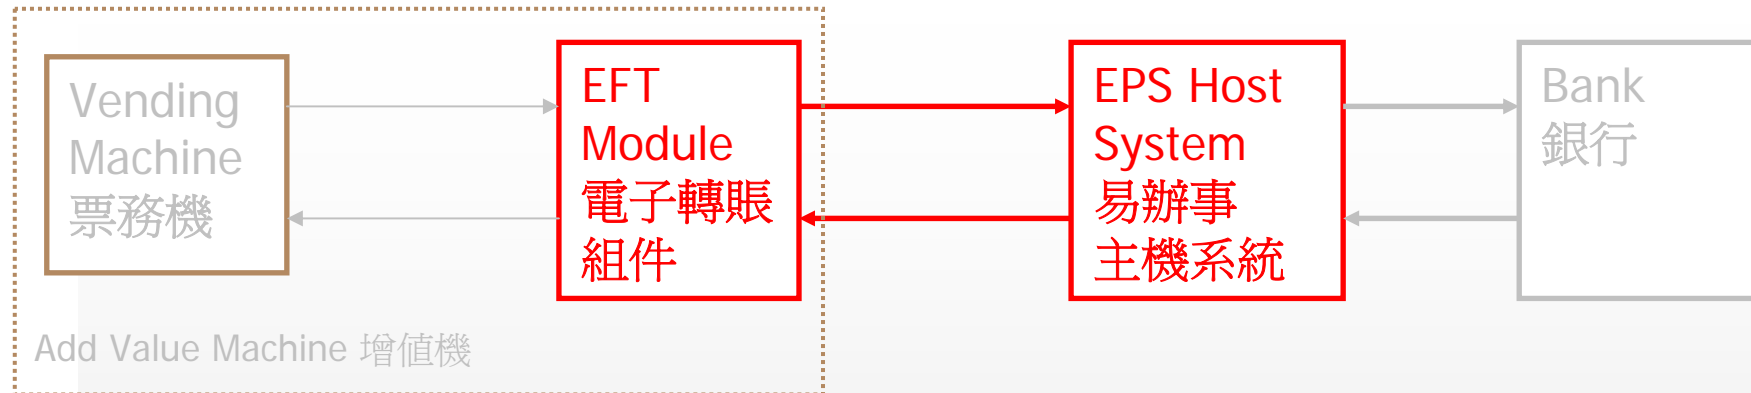 Vending
Machine
票務機
EFT
Module
電子轉賬
組件
EPS Host
System
易辦事
主機系統
Bank
銀行
Add Value Machine 增值機